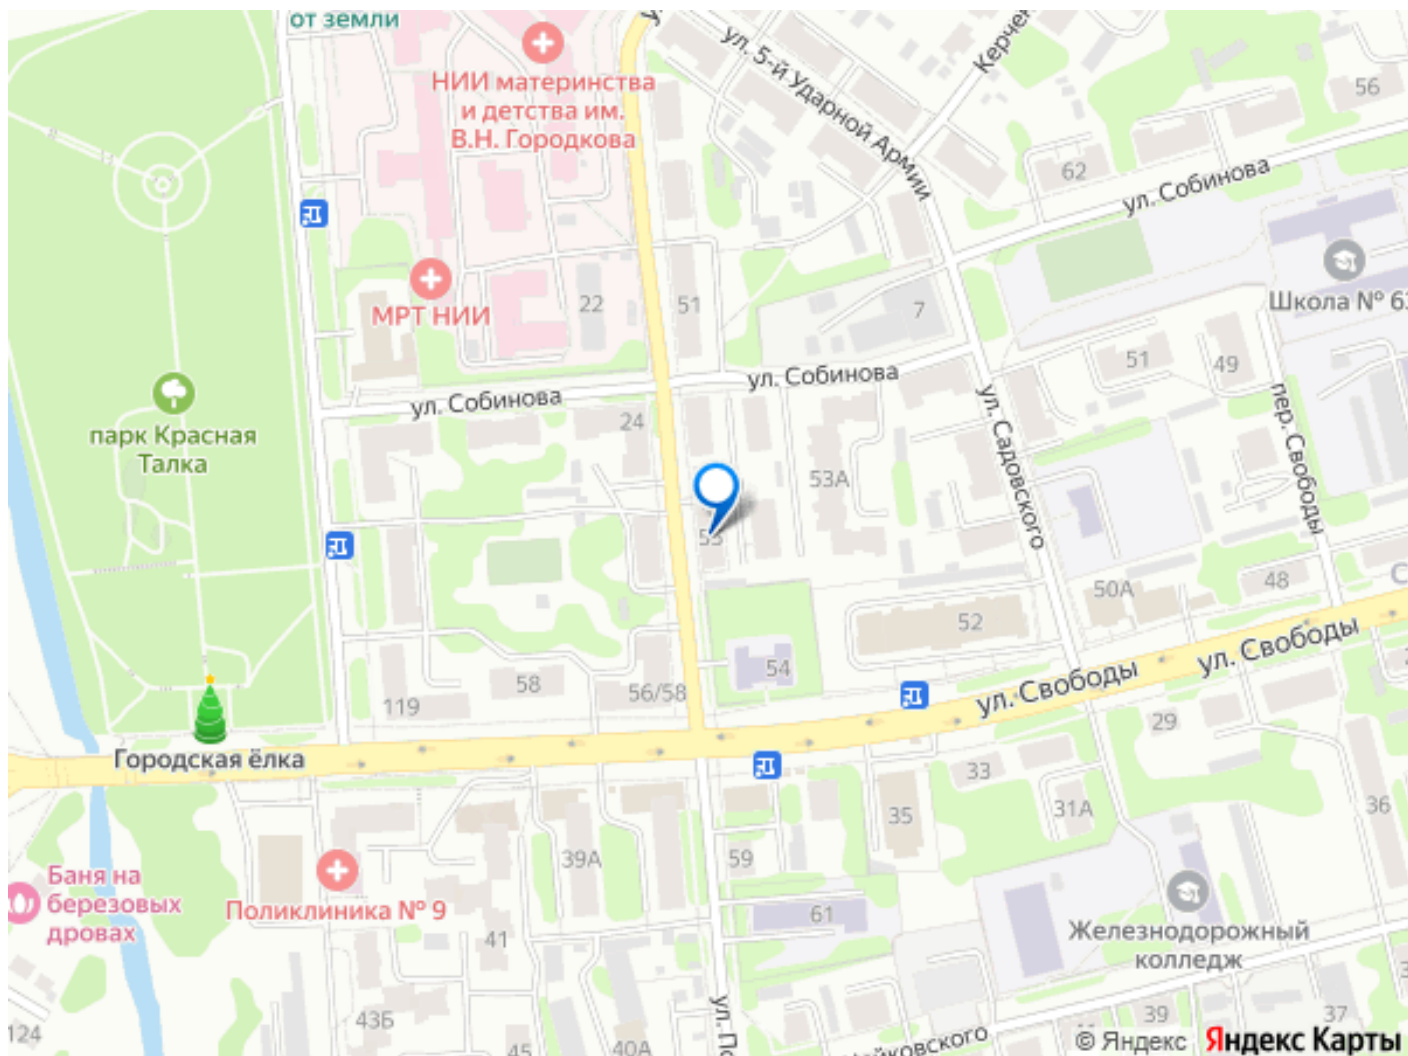 от земли
НИИ материнства
и детства им.
В.Н. Городкова
ул. 5-й Ударной Армии
56
62
ул. Собинова
МРТ НИИ
22
51
7
Школа № 63
51
49
ул. Собинова
ул. Собинова
24
парк Красная
Талка
53А
ул. Садовского
пер. Свободы
53
50А
48
52
54
ул. Свободы
ул. Свободы
58
56/58
119
Городская ёлка
29
33
31А
36
35
39А
59
Баня на
березовых
дровах
Поликлиника № 9
61
41
Железнодорожный
колледж
43Б
124
45
40А
39
37
© Яндекс Яндекс Карты